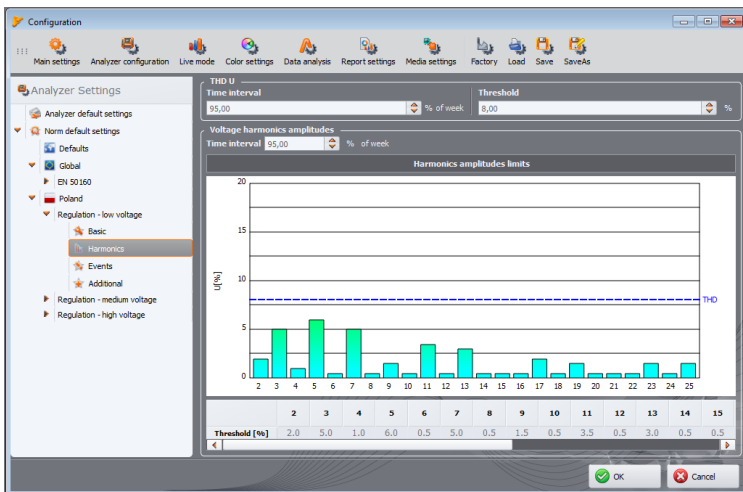 Configuration
Main settings Analyzer configuration Live mode Color settings Data analysis Report settings Media settings Factory Load Save SaveAs
Analyzer Settings
Analyzer default settings
Norm default settings
Defaults
Global
EN 50160
Poland
Regulation - low voltage
Basic
Harmonics
Events
Additional
Regulation - medium voltage
Regulation - high voltage
THD U
Time interval Threshold
95,00 % of week 8,00 %
Voltage harmonics amplitudes
Time interval 95,00 % of week
Harmonics amplitudes limits
20
15
U[%]
10
THD
5
0
2 3 4 5 6 7 8 9 10 11 12 13 14 15 16 17 18 19 20 21 22 23 24 25
2 3 4 5 6 7 8 9 10 11 12 13 14 15
Threshold [%] 2.0 5.0 1.0 6.0 0.5 5.0 0.5 1.5 0.5 3.5 0.5 3.0 0.5 0.5
OK Cancel